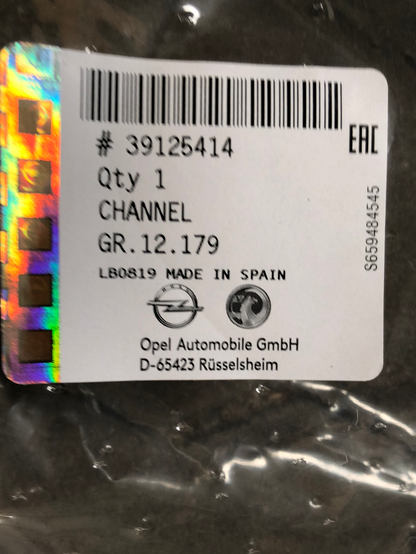 # 39125414
EAC
Qty 1
CHANNEL
GR.12.179
LB0819 MADE IN SPAIN
Opel Automobile GmbH
D-65423 Rüsselsheim
S659484545